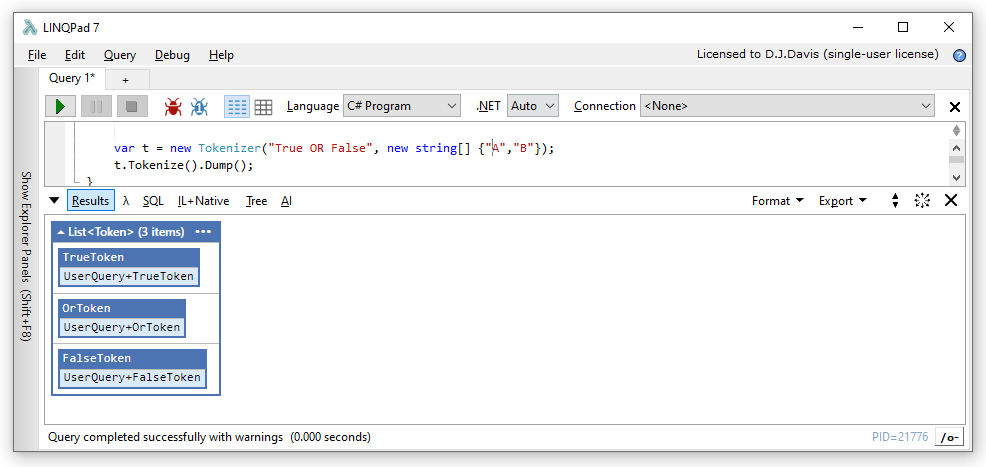 LINQPad 7
File Edit Query Debug Help Licensed to D.J.Davis (single-user license)
Query 1* +
Language C# Program .NET Auto Connection <None>
var t = new Tokenizer("True OR False", new string[] {"A","B"});
t.Tokenize().Dump();
}
Show Explorer Panels (Shift+F8)
Results λ SQL IL+Native Tree AI Format Export
List<Token> (3 items) •••
TrueToken
UserQuery+TrueToken
OrToken
UserQuery+OrToken
FalseToken
UserQuery+FalseToken
Query completed successfully with warnings (0.000 seconds) PID=21776 /o-